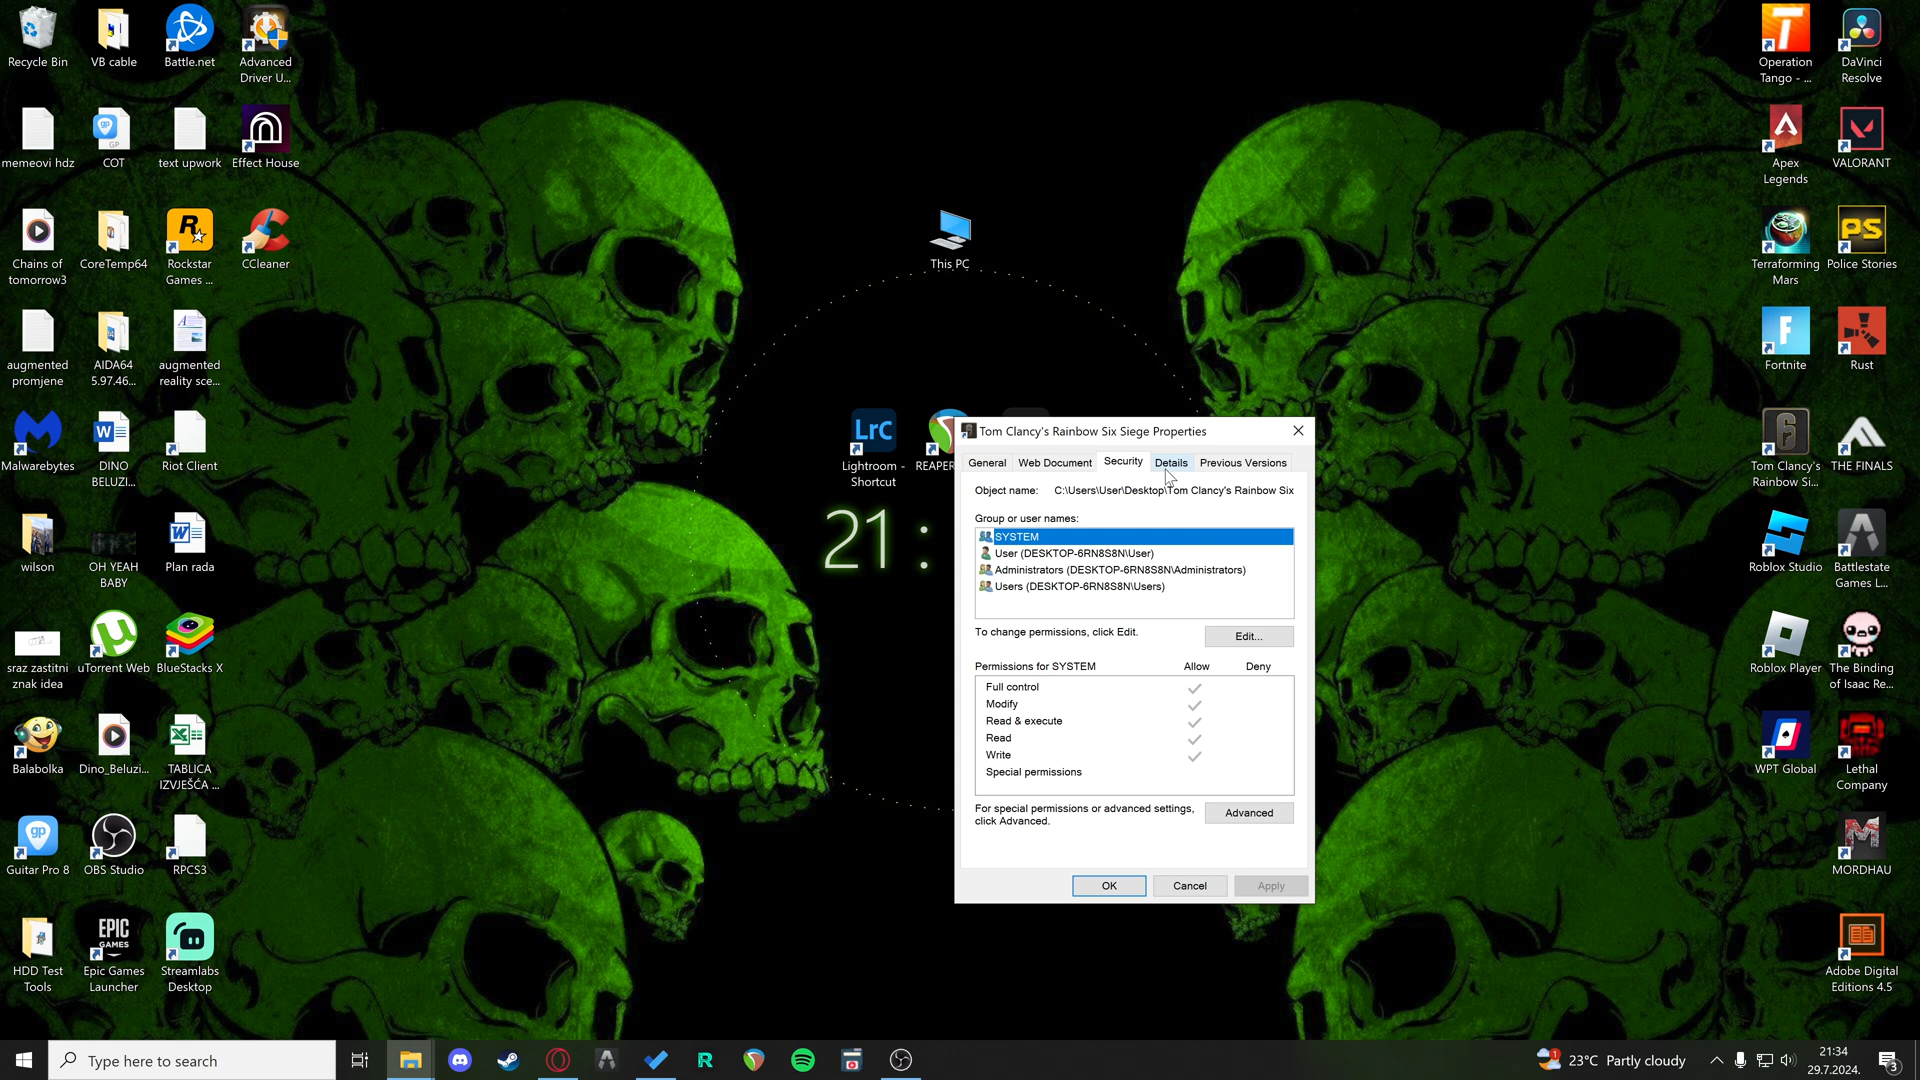 Recycle Bin
VB cable
Battle.net
Advanced
Driver U...
memeovi hdz
COT
text upwork
Effect House
Chains of
tomorrow3
CoreTemp64
Rockstar
Games ...
CCleaner
augmented
promjene
AIDA64
5.97.46...
augmented
reality sce...
Malwarebytes
DINO
BELUZI...
Riot Client
wilson
OH YEAH
BABY
Plan rada
sraz zastitni
znak idea
uTorrent Web
BlueStacks X
Balabolka
Dino_Beluzi...
TABLICA
IZVJEŠĆA ...
Guitar Pro 8
OBS Studio
RPCS3
HDD Test
Tools
EPIC
GAMES
Epic Games
Launcher
Streamlabs
Desktop
This PC
LrC
Lightroom -
Shortcut
REAPER
21 :
Tom Clancy's Rainbow Six Siege Properties
General
Web Document
Security
Details
Previous Versions
Object name:
C:\Users\User\Desktop\Tom Clancy's Rainbow Six
Group or user names:
SYSTEM
User (DESKTOP-6RN8S8N\User)
Administrators (DESKTOP-6RN8S8N\Administrators)
Users (DESKTOP-6RN8S8N\Users)
To change permissions, click Edit.
Edit...
Permissions for SYSTEM
Allow
Deny
Full control
Modify
Read & execute
Read
Write
Special permissions
For special permissions or advanced settings,
click Advanced.
Advanced
OK
Cancel
Apply
Operation
Tango - ...
DaVinci
Resolve
Apex
Legends
VALORANT
Terraforming
Mars
PS
Police Stories
Fortnite
Rust
Tom Clancy's
Rainbow Si...
THE FINALS
Roblox Studio
Battlestate
Games L...
Roblox Player
The Binding
of Isaac Re...
WPT Global
Lethal
Company
MORDHAU
Adobe Digital
Editions 4.5
Type here to search
23°C Partly cloudy
21:34
29.7.2024.
3